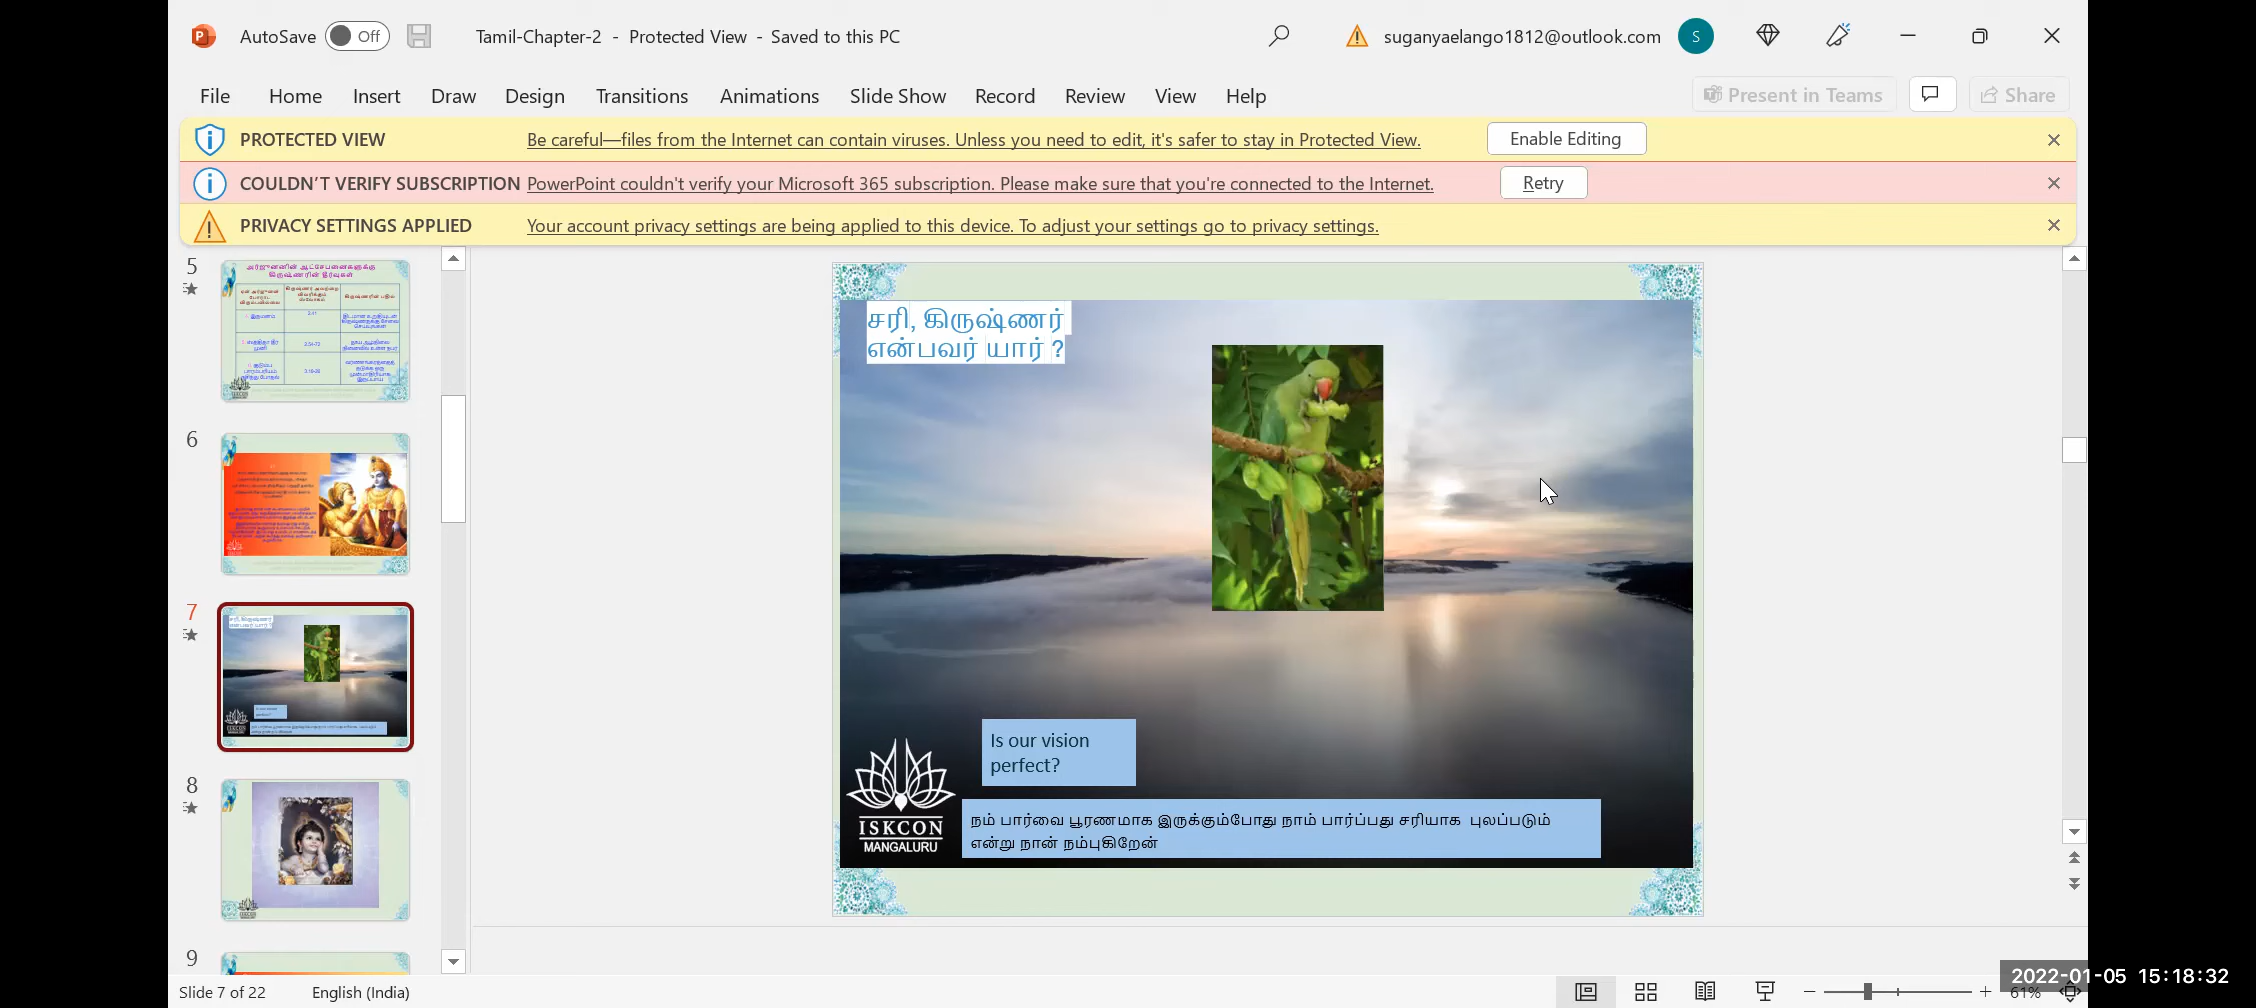 AutoSave Off Tamil-Chapter-2 - Protected View - Saved to this PC suganyaelango1812@outlook.com S
File Home Insert Draw Design Transitions Animations Slide Show Record Review View Help Present in Teams Share
PROTECTED VIEW Be careful—files from the Internet can contain viruses. Unless you need to edit, it's safer to stay in Protected View. Enable Editing
COULDN'T VERIFY SUBSCRIPTION PowerPoint couldn't verify your Microsoft 365 subscription. Please make sure that you're connected to the Internet. Retry
PRIVACY SETTINGS APPLIED Your account privacy settings are being applied to this device. To adjust your settings go to privacy settings.
5
அர்ஜுனனின் ஆட்சேபனைகளுக்கு
கிருஷ்ணரின் தீர்வுகள்
6
7
8
9
சரி, கிருஷ்ணர்
என்பவர் யார் ?
Is our vision
perfect?
ISKCON
MANGALURU
நம் பார்வை பூரணமாக இருக்கும்போது நாம் பார்ப்பது சரியாக புலப்படும்
என்று நான் நம்புகிறேன்
Slide 7 of 22 English (India) 61%
2022-01-05 15:18:32